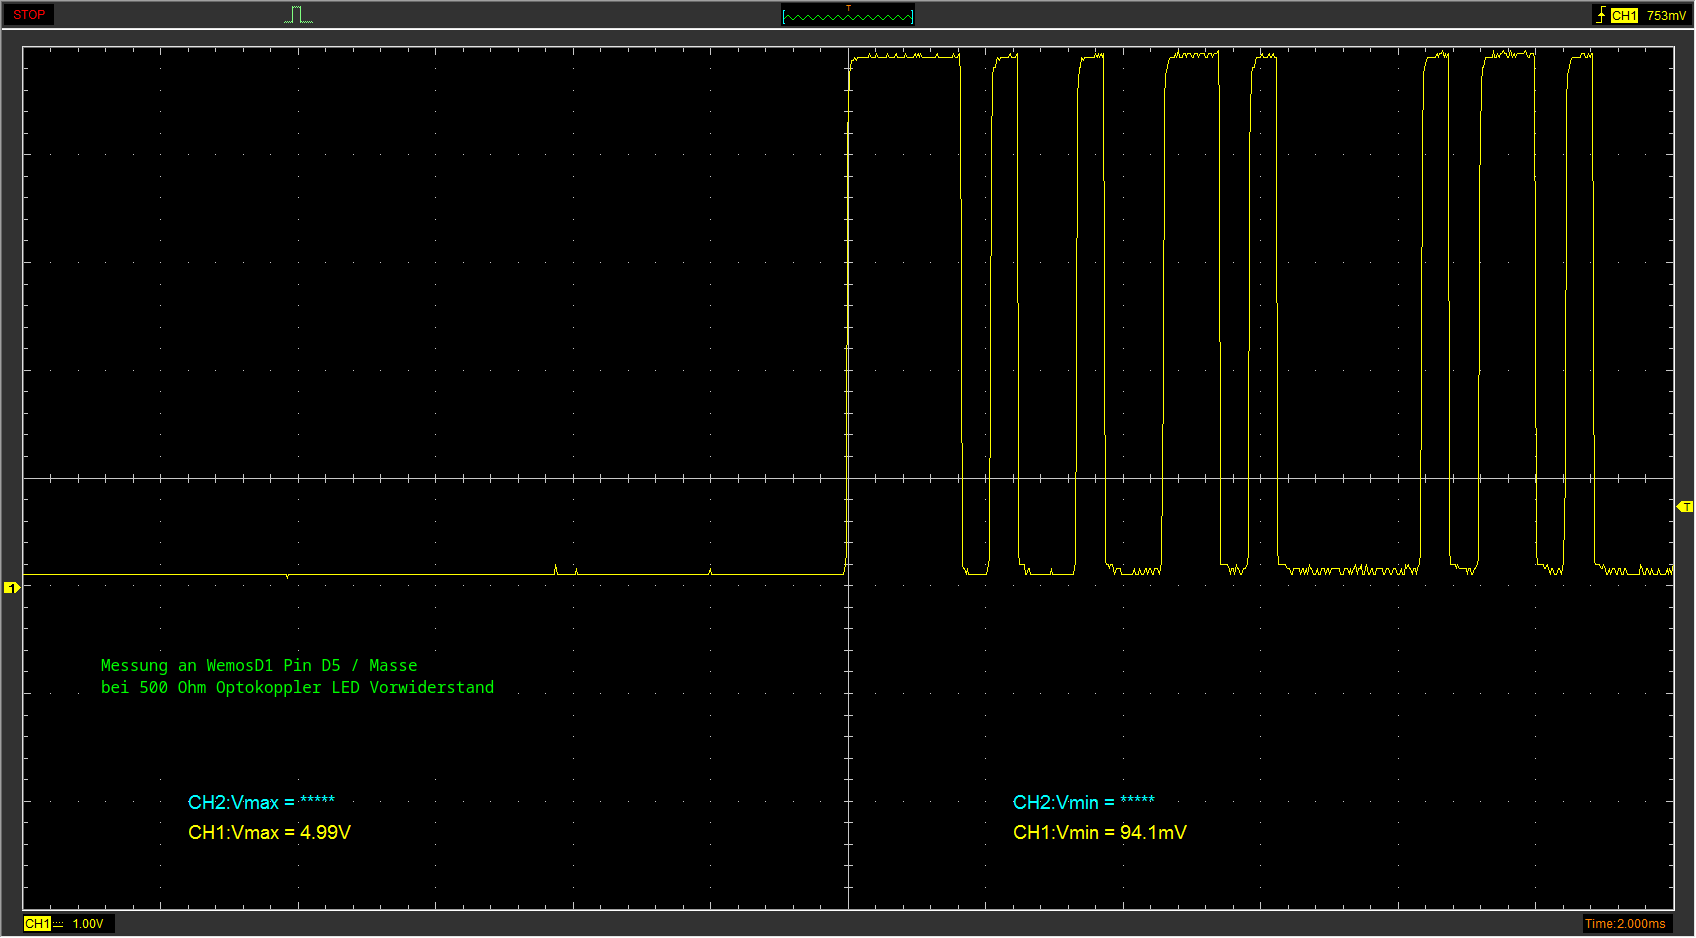 STOP
T
CH1 753mV
T
1
Messung an WemosD1 Pin D5 / Masse
bei 500 Ohm Optokoppler LED Vorwiderstand
CH2:Vmax = ***** CH2:Vmin = *****
CH1:Vmax = 4.99V CH1:Vmin = 94.1mV
CH1 1.00V Time:2.000ms